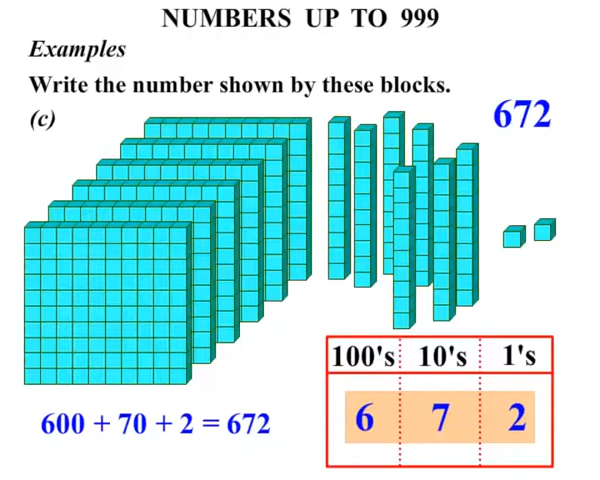 NUMBERS UP TO 999
Examples
Write the number shown by these blocks.
(c)
672
100's 10's 1's
6 7 2
600 + 70 + 2 = 672